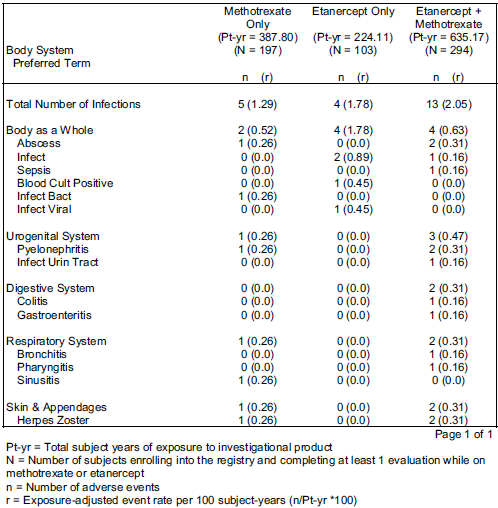 Methotrexate Only Etanercept Only Etanercept + Methotrexate
(Pt-yr = 387.80) (Pt-yr = 224.11) (Pt-yr = 635.17)
Body System (N = 197) (N = 103) (N = 294)
Preferred Term
n (r) n (r) n (r)
Total Number of Infections 5 (1.29) 4 (1.78) 13 (2.05)
Body as a Whole 2 (0.52) 4 (1.78) 4 (0.63)
Abscess 1 (0.26) 0 (0.0) 2 (0.31)
Infect 0 (0.0) 2 (0.89) 1 (0.16)
Sepsis 0 (0.0) 0 (0.0) 1 (0.16)
Blood Cult Positive 0 (0.0) 1 (0.45) 0 (0.0)
Infect Bact 1 (0.26) 0 (0.0) 0 (0.0)
Infect Viral 0 (0.0) 1 (0.45) 0 (0.0)
Urogenital System 1 (0.26) 0 (0.0) 3 (0.47)
Pyelonephritis 1 (0.26) 0 (0.0) 2 (0.31)
Infect Urin Tract 0 (0.0) 0 (0.0) 1 (0.16)
Digestive System 0 (0.0) 0 (0.0) 2 (0.31)
Colitis 0 (0.0) 0 (0.0) 1 (0.16)
Gastroenteritis 0 (0.0) 0 (0.0) 1 (0.16)
Respiratory System 1 (0.26) 0 (0.0) 2 (0.31)
Bronchitis 0 (0.0) 0 (0.0) 1 (0.16)
Pharyngitis 0 (0.0) 0 (0.0) 1 (0.16)
Sinusitis 1 (0.26) 0 (0.0) 0 (0.0)
Skin & Appendages 1 (0.26) 0 (0.0) 2 (0.31)
Herpes Zoster 1 (0.26) 0 (0.0) 2 (0.31)
Page 1 of 1
Pt-yr = Total subject years of exposure to investigational product
N = Number of subjects enrolling into the registry and completing at least 1 evaluation while on
methotrexate or etanercept
n = Number of adverse events
r = Exposure-adjusted event rate per 100 subject-years (n/Pt-yr *100)